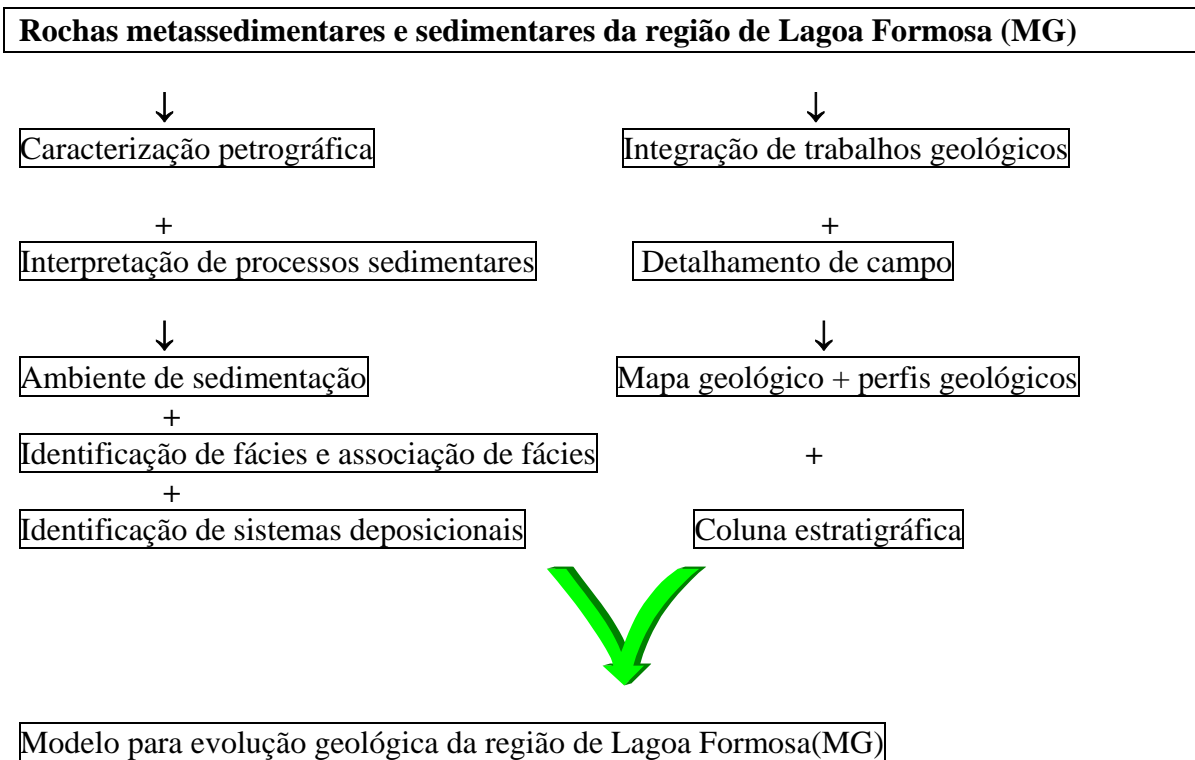 Rochas metassedimentares e sedimentares da região de Lagoa Formosa (MG)
↓ ↓
Caracterização petrográfica Integração de trabalhos geológicos
+ +
Interpretação de processos sedimentares Detalhamento de campo
↓ ↓
Ambiente de sedimentação Mapa geológico + perfis geológicos
+
Identificação de fácies e associação de fácies +
+
Identificação de sistemas deposicionais Coluna estratigráfica
Modelo para evolução geológica da região de Lagoa Formosa(MG)